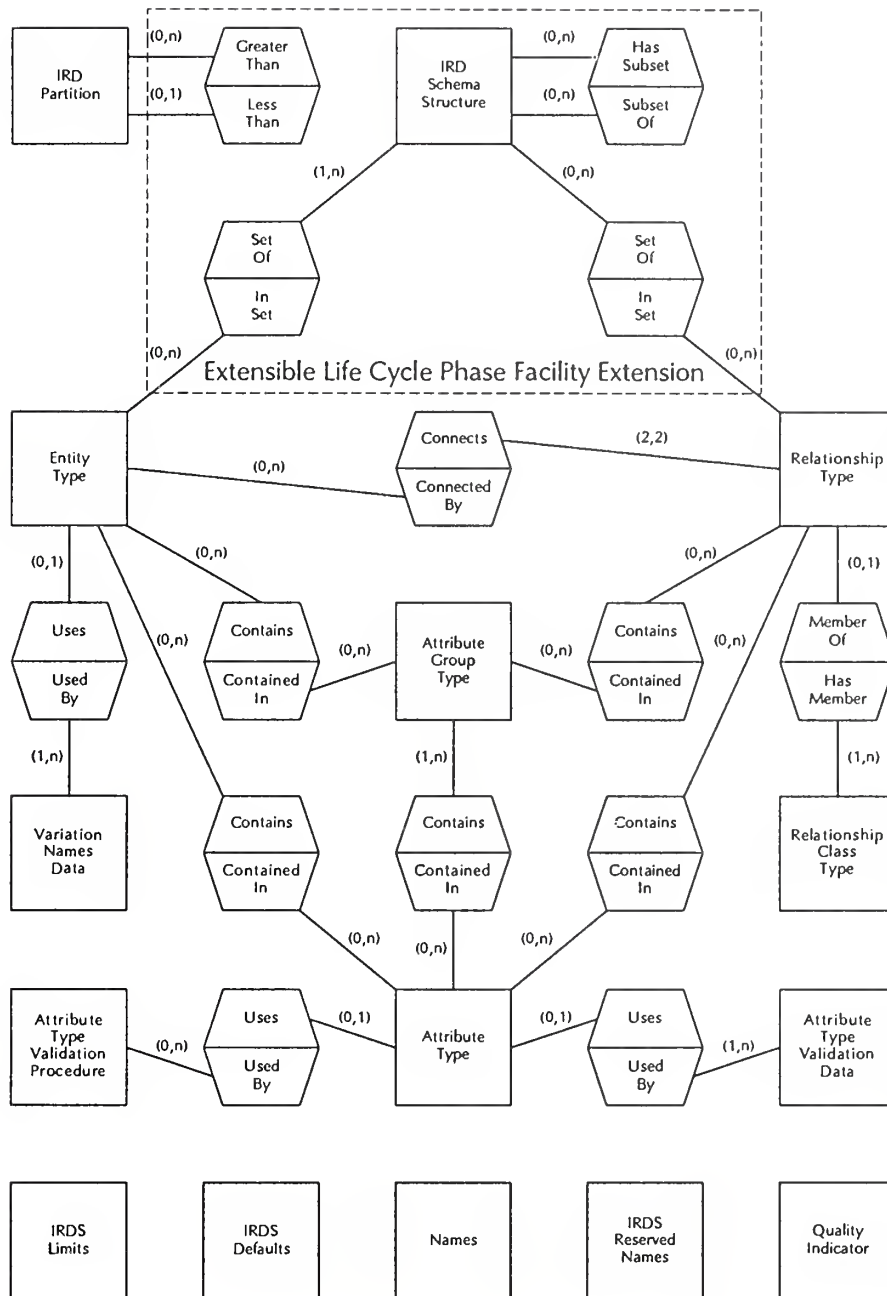 (0,n)
Greater
Than
(0,n)
Has
Subset
IRD
Partition
IRD
Schema
Structure
(0,1)
Less
Than
(0,n)
Subset
Of
(1,n)
(0,n)
Set
Of
Set
Of
In
Set
In
Set
(0,n)
(0,n)
Extensible Life Cycle Phase Facility Extension
Entity
Type
(0,n)
Connects
(2,2)
Connected
By
Relationship
Type
(0,1)
(0,n)
(0,n)
(0,1)
Uses
(0,n)
Contains
Attribute
Group
Type
Contains
(0,n)
Member
Of
Used
By
(0,n)
Contained
In
(0,n)
Contained
In
Has
Member
(1,n)
(1,n)
(1,n)
Variation
Names
Data
Contains
Contains
Contains
Relationship
Class
Type
Contained
In
Contained
In
Contained
In
(0,n)
(0,n)
(0,n)
Attribute
Type
Validation
Procedure
(0,n)
Uses
(0,1)
Attribute
Type
(0,1)
Uses
(1,n)
Attribute
Type
Validation
Data
Used
By
Used
By
IRDS
Limits
IRDS
Defaults
Names
IRDS
Reserved
Names
Quality
Indicator